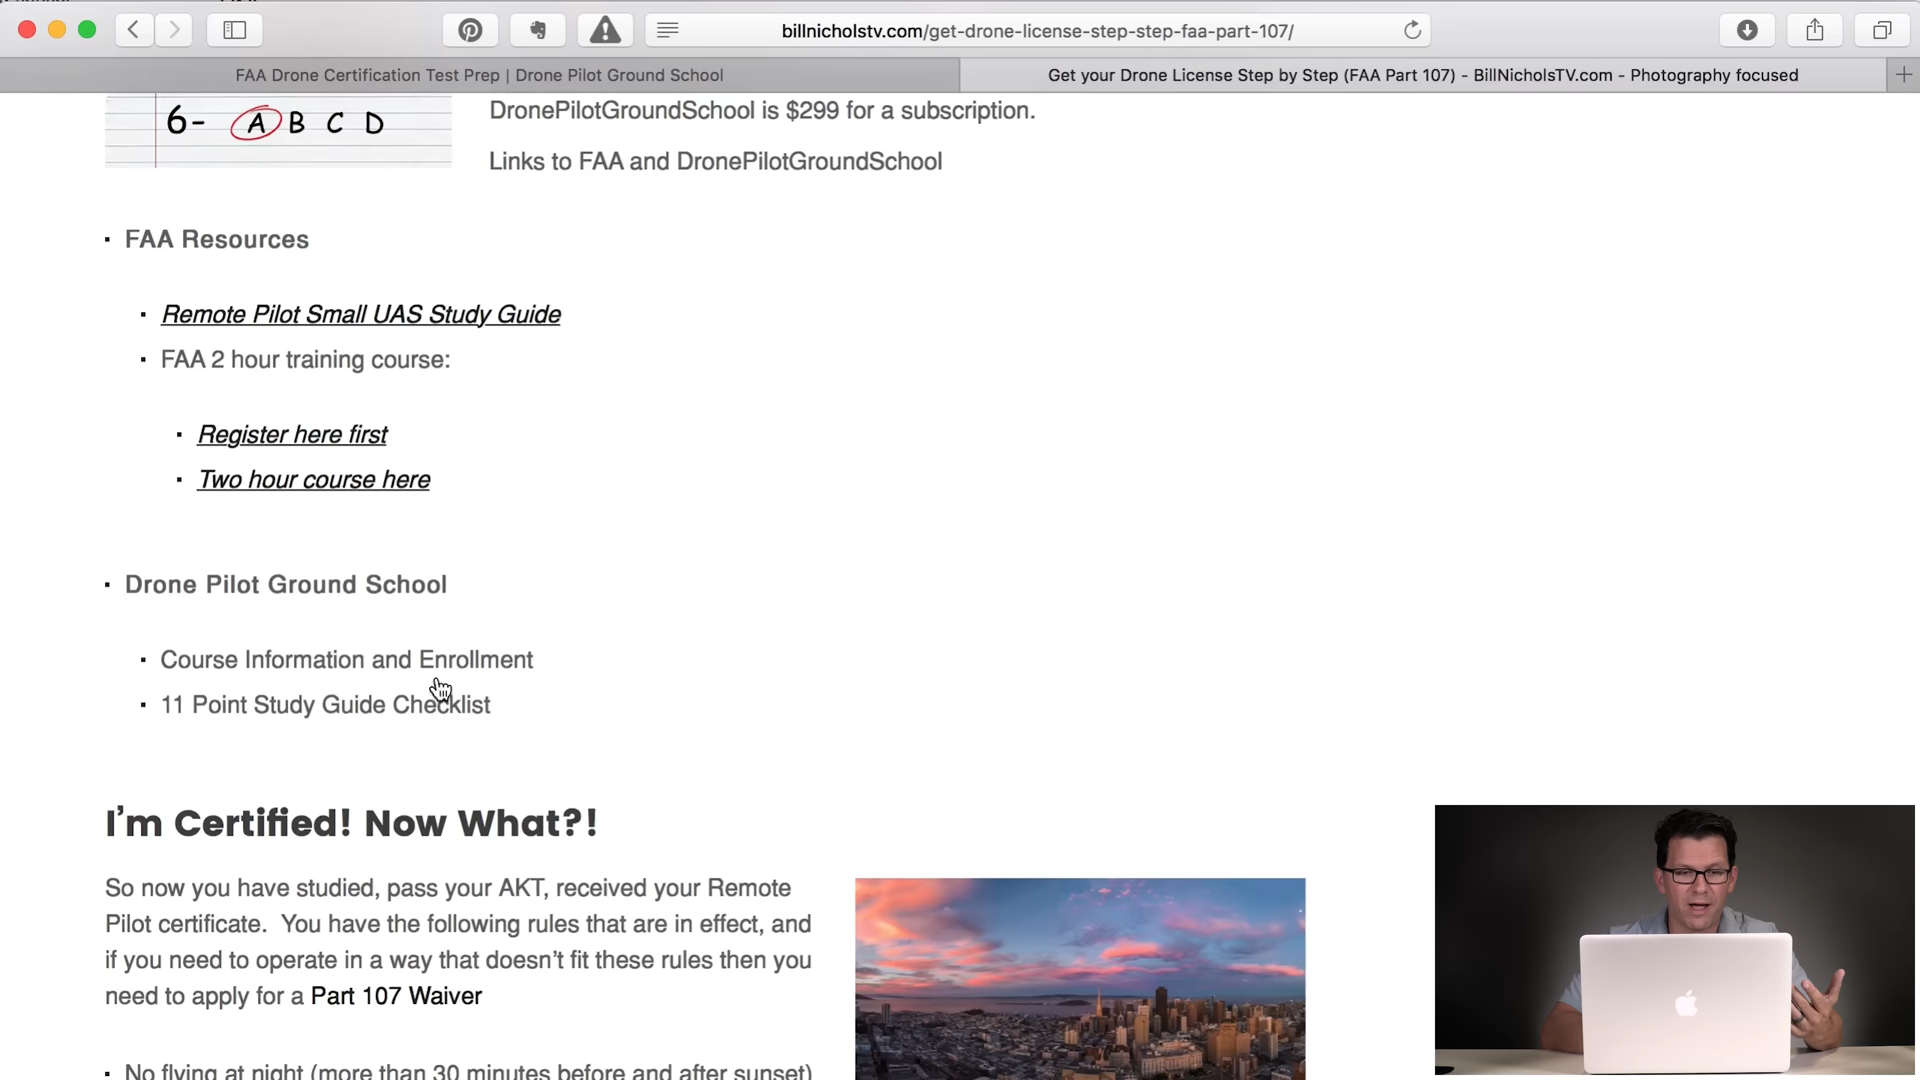 billnicholstv.com/get-drone-license-step-step-faa-part-107/
FAA Drone Certification Test Prep | Drone Pilot Ground School
Get your Drone License Step by Step (FAA Part 107) - BillNicholsTV.com - Photography focused
6- A B C D
DronePilotGroundSchool is $299 for a subscription.
Links to FAA and DronePilotGroundSchool
FAA Resources
Remote Pilot Small UAS Study Guide
FAA 2 hour training course:
Register here first
Two hour course here
Drone Pilot Ground School
Course Information and Enrollment
11 Point Study Guide Checklist
I'm Certified! Now What?!
So now you have studied, pass your AKT, received your Remote
Pilot certificate.  You have the following rules that are in effect, and
if you need to operate in a way that doesn't fit these rules then you
need to apply for a Part 107 Waiver
No flying at night (more than 30 minutes before and after sunset)